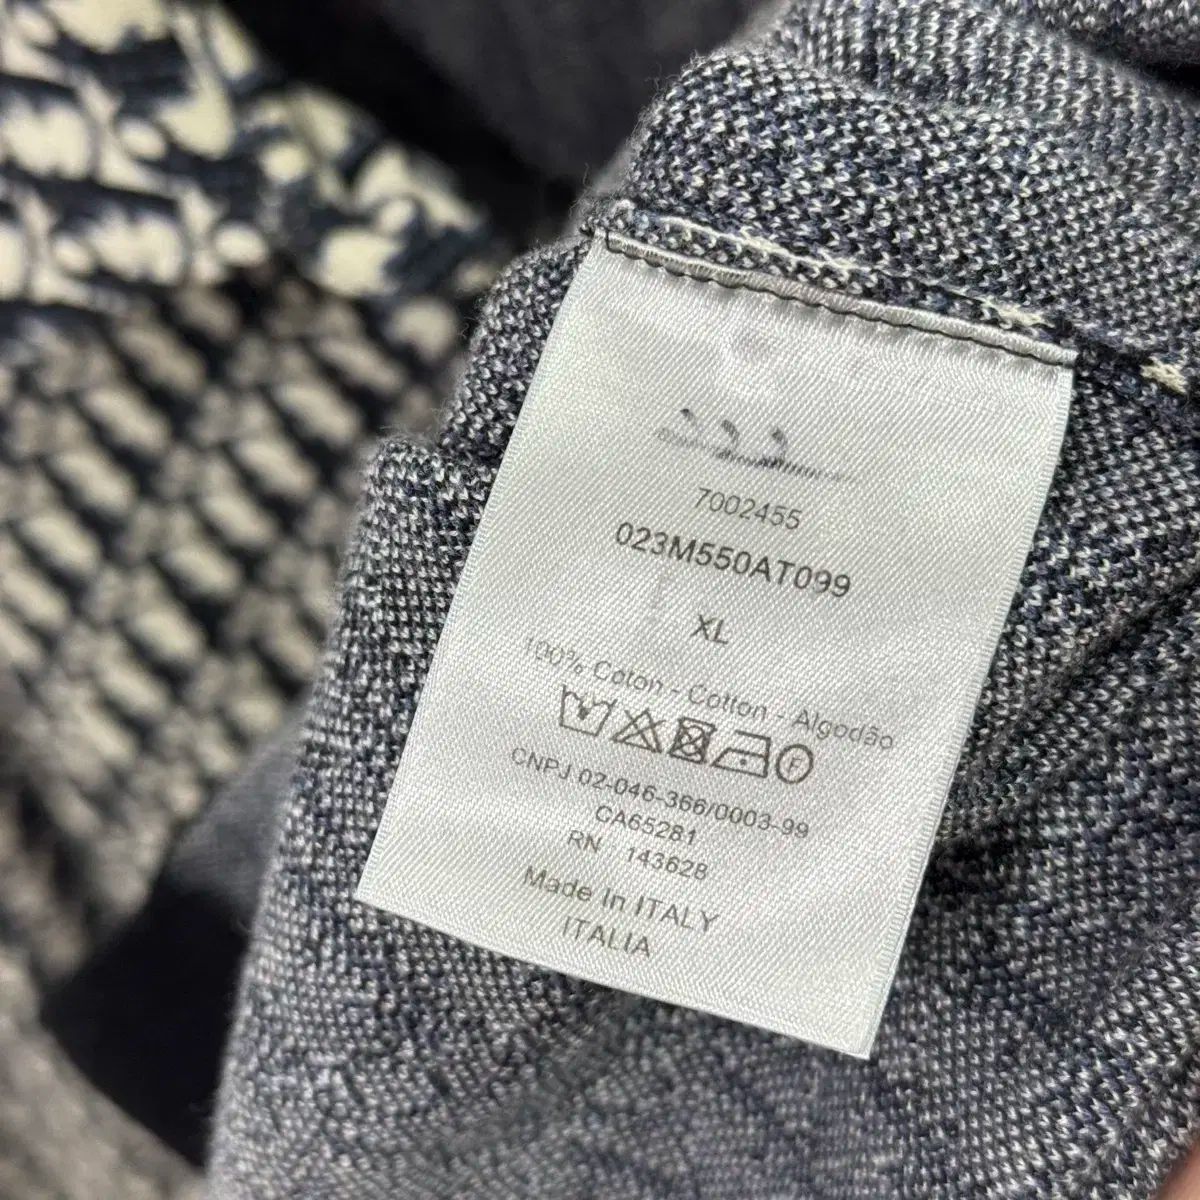 7002455
023M550AT099
XL
100% Coton - Cotton - Algodão
F
CNPJ 02-046-366/0003-99
CA65281
RN 143628
Made In ITALY
ITALIA